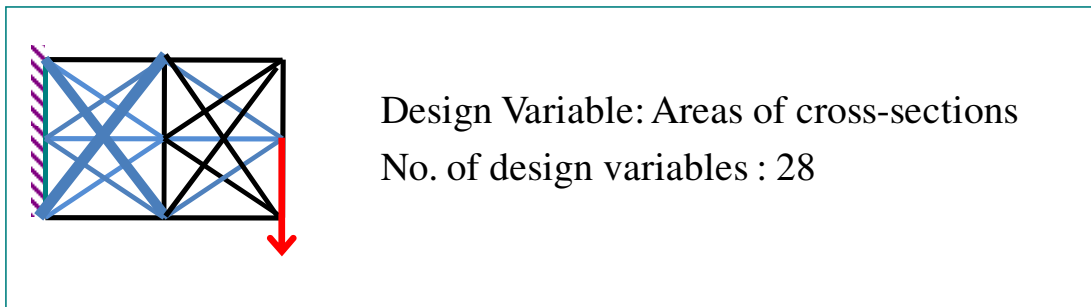 Design Variable: Areas of cross-sections
No. of design variables : 28